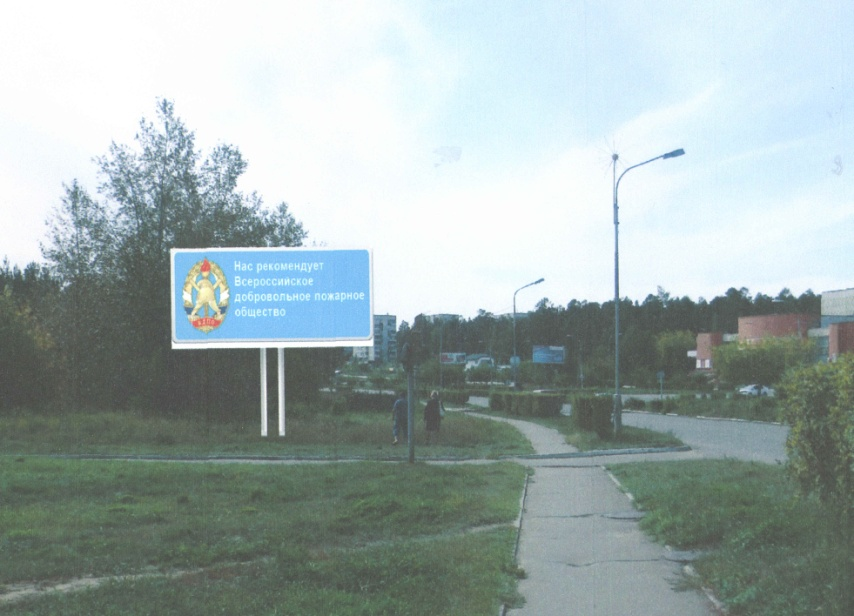 Нас рекомендует
Всероссийское
добровольное пожарное
общество